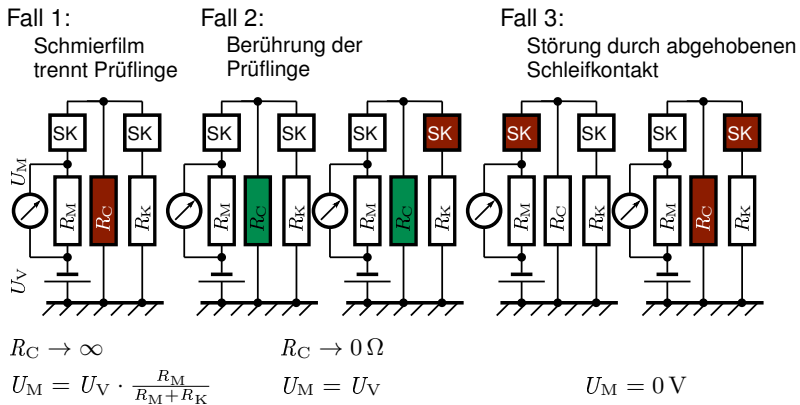 Fall 1:
Schmierfilm
trennt Prüflinge
Fall 2:
Berührung der
Prüflinge
Fall 3:
Störung durch abgehobenen
Schleifkontakt
SK SK
U_M
R_M R_C R_K
U_V
SK SK
R_M R_C R_K
SK SK
R_M R_C R_K
SK SK
R_M R_C R_K
SK SK
R_M R_C R_K
R_C → ∞
U_M = U_V · R_M/(R_M+R_K)
R_C → 0 Ω
U_M = U_V
U_M = 0 V